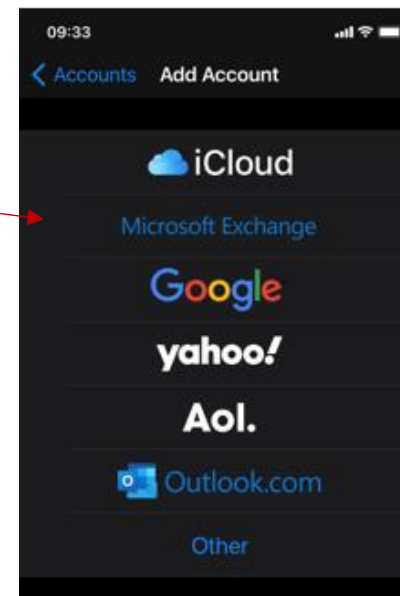 09:33
Accounts Add Account
iCloud
Microsoft Exchange
Google
yahoo!
Aol.
Outlook.com
Other